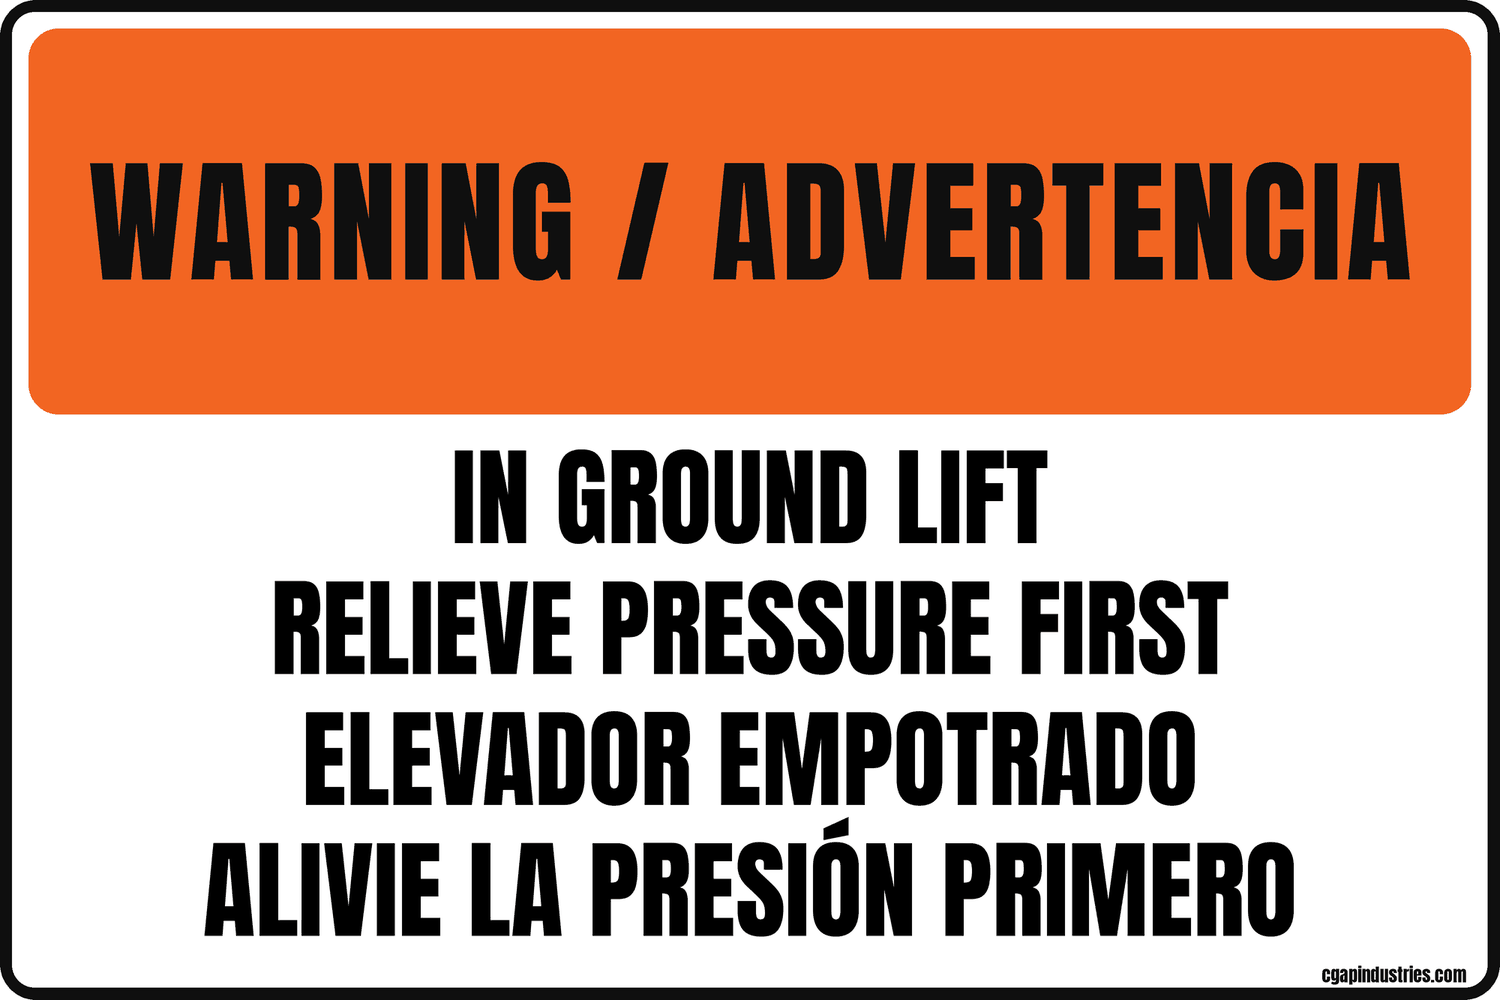 WARNING / ADVERTENCIA
IN GROUND LIFT
RELIEVE PRESSURE FIRST
ELEVADOR EMPOTRADO
ALIVIE LA PRESIÓN PRIMERO
cgapindustries.com